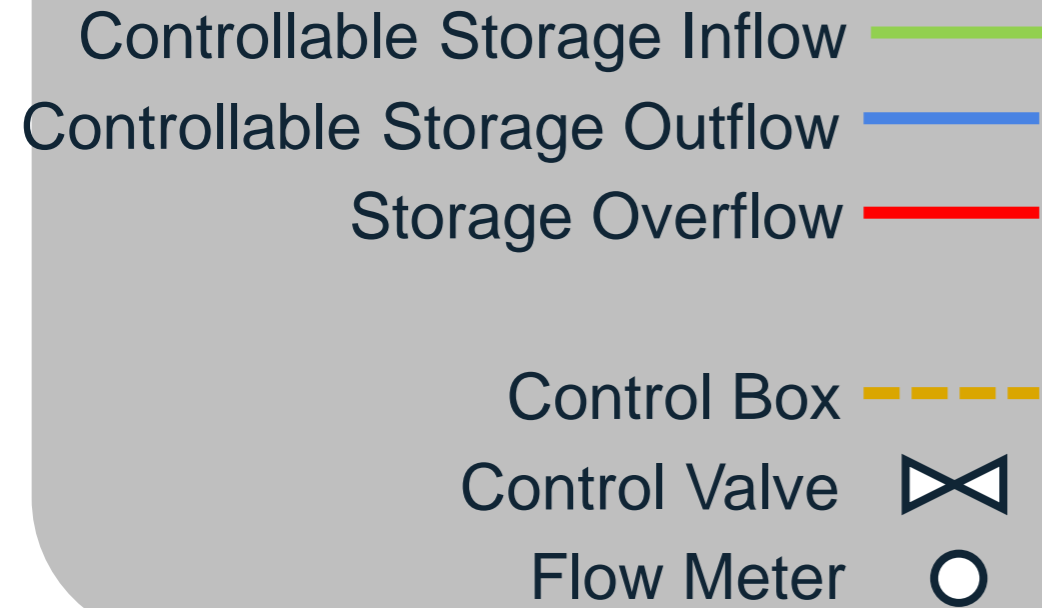 Controllable Storage Inflow
Controllable Storage Outflow
Storage Overflow
Control Box
Control Valve
Flow Meter